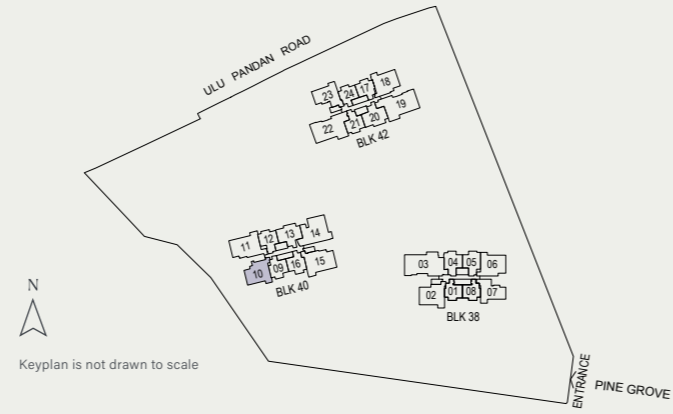 ULU PANDAN ROAD
23 24 17 18
22 21 20 19
BLK 42
11 12 13 14
10 09 16 15
BLK 40
03 04 05 06
02 01 08 07
BLK 38
N
Keyplan is not drawn to scale
ENTRANCE
PINE GROVE